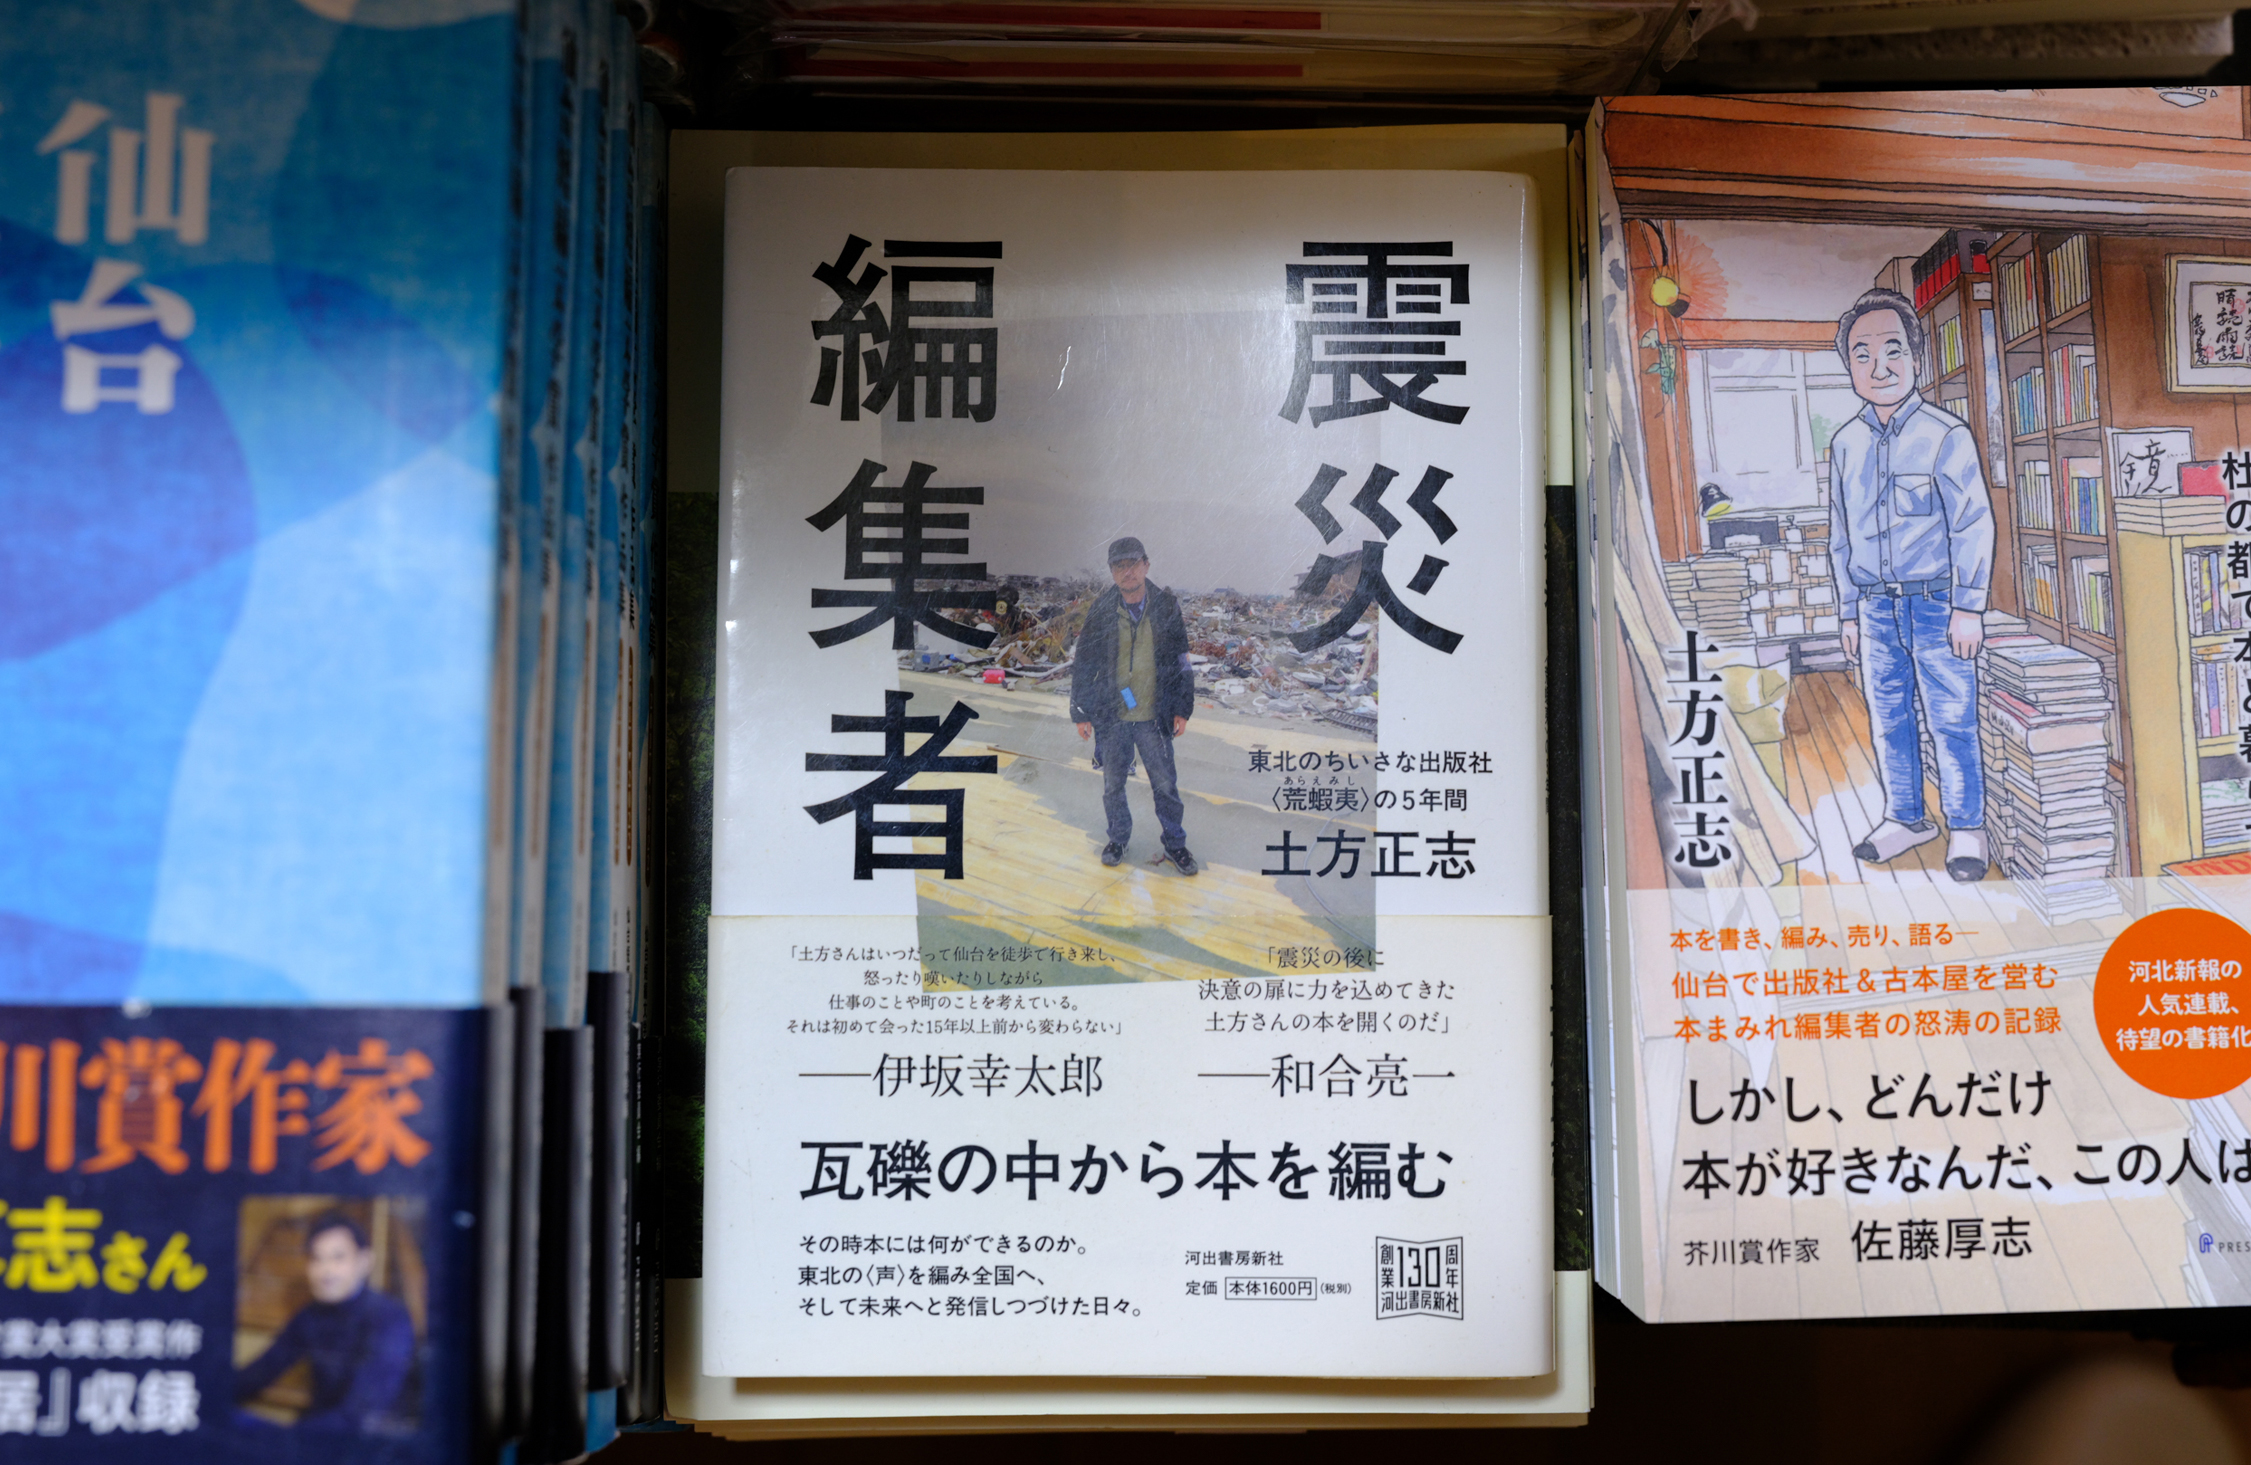 仙台
川賞作家
志さん
賞大賞受賞作
居」収録
震災
編集者
東北のちいさな出版社
あらえみし
〈荒蝦夷〉の5年間
土方正志
「震災の後に
決意の扉に力を込めてきた
土方さんの本を開くのだ」
──和合亮一
「土方さんはいつだって仙台を徒歩で行き来し、
怒ったり嘆いたりしながら
仕事のことや町のことを考えている。
それは初めて会った15年以上前から変わらない」
──伊坂幸太郎
瓦礫の中から本を編む
その時本には何ができるのか。
東北の〈声〉を編み全国へ、
そして未来へと発信しつづけた日々。
河出書房新社
定価 本体1600円 (税別)
創業130周年
河出書房新社
杜の都で本と暮らす
土方正志
本を書き、編み、売り、語る─
仙台で出版社&古本屋を営む
本まみれ編集者の怒涛の記録
河北新報の
人気連載、
待望の書籍化
しかし、どんだけ
本が好きなんだ、この人は
芥川賞作家 佐藤厚志
PRES